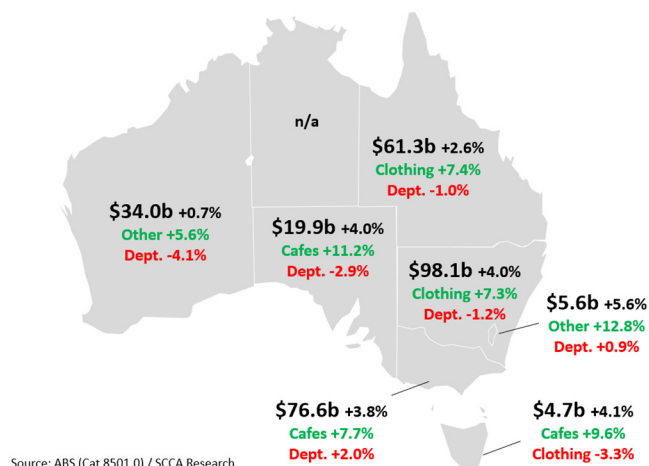 n/a
$61.3b +2.6%
Clothing +7.4%
Dept. -1.0%
$34.0b +0.7%
Other +5.6%
Dept. -4.1%
$19.9b +4.0%
Cafes +11.2%
Dept. -2.9%
$98.1b +4.0%
Clothing +7.3%
Dept. -1.2%
$5.6b +5.6%
Other +12.8%
Dept. +0.9%
$76.6b +3.8%
Cafes +7.7%
Dept. +2.0%
$4.7b +4.1%
Cafes +9.6%
Clothing -3.3%
Source: ABS (Cat 8501.0) / SCCA Research